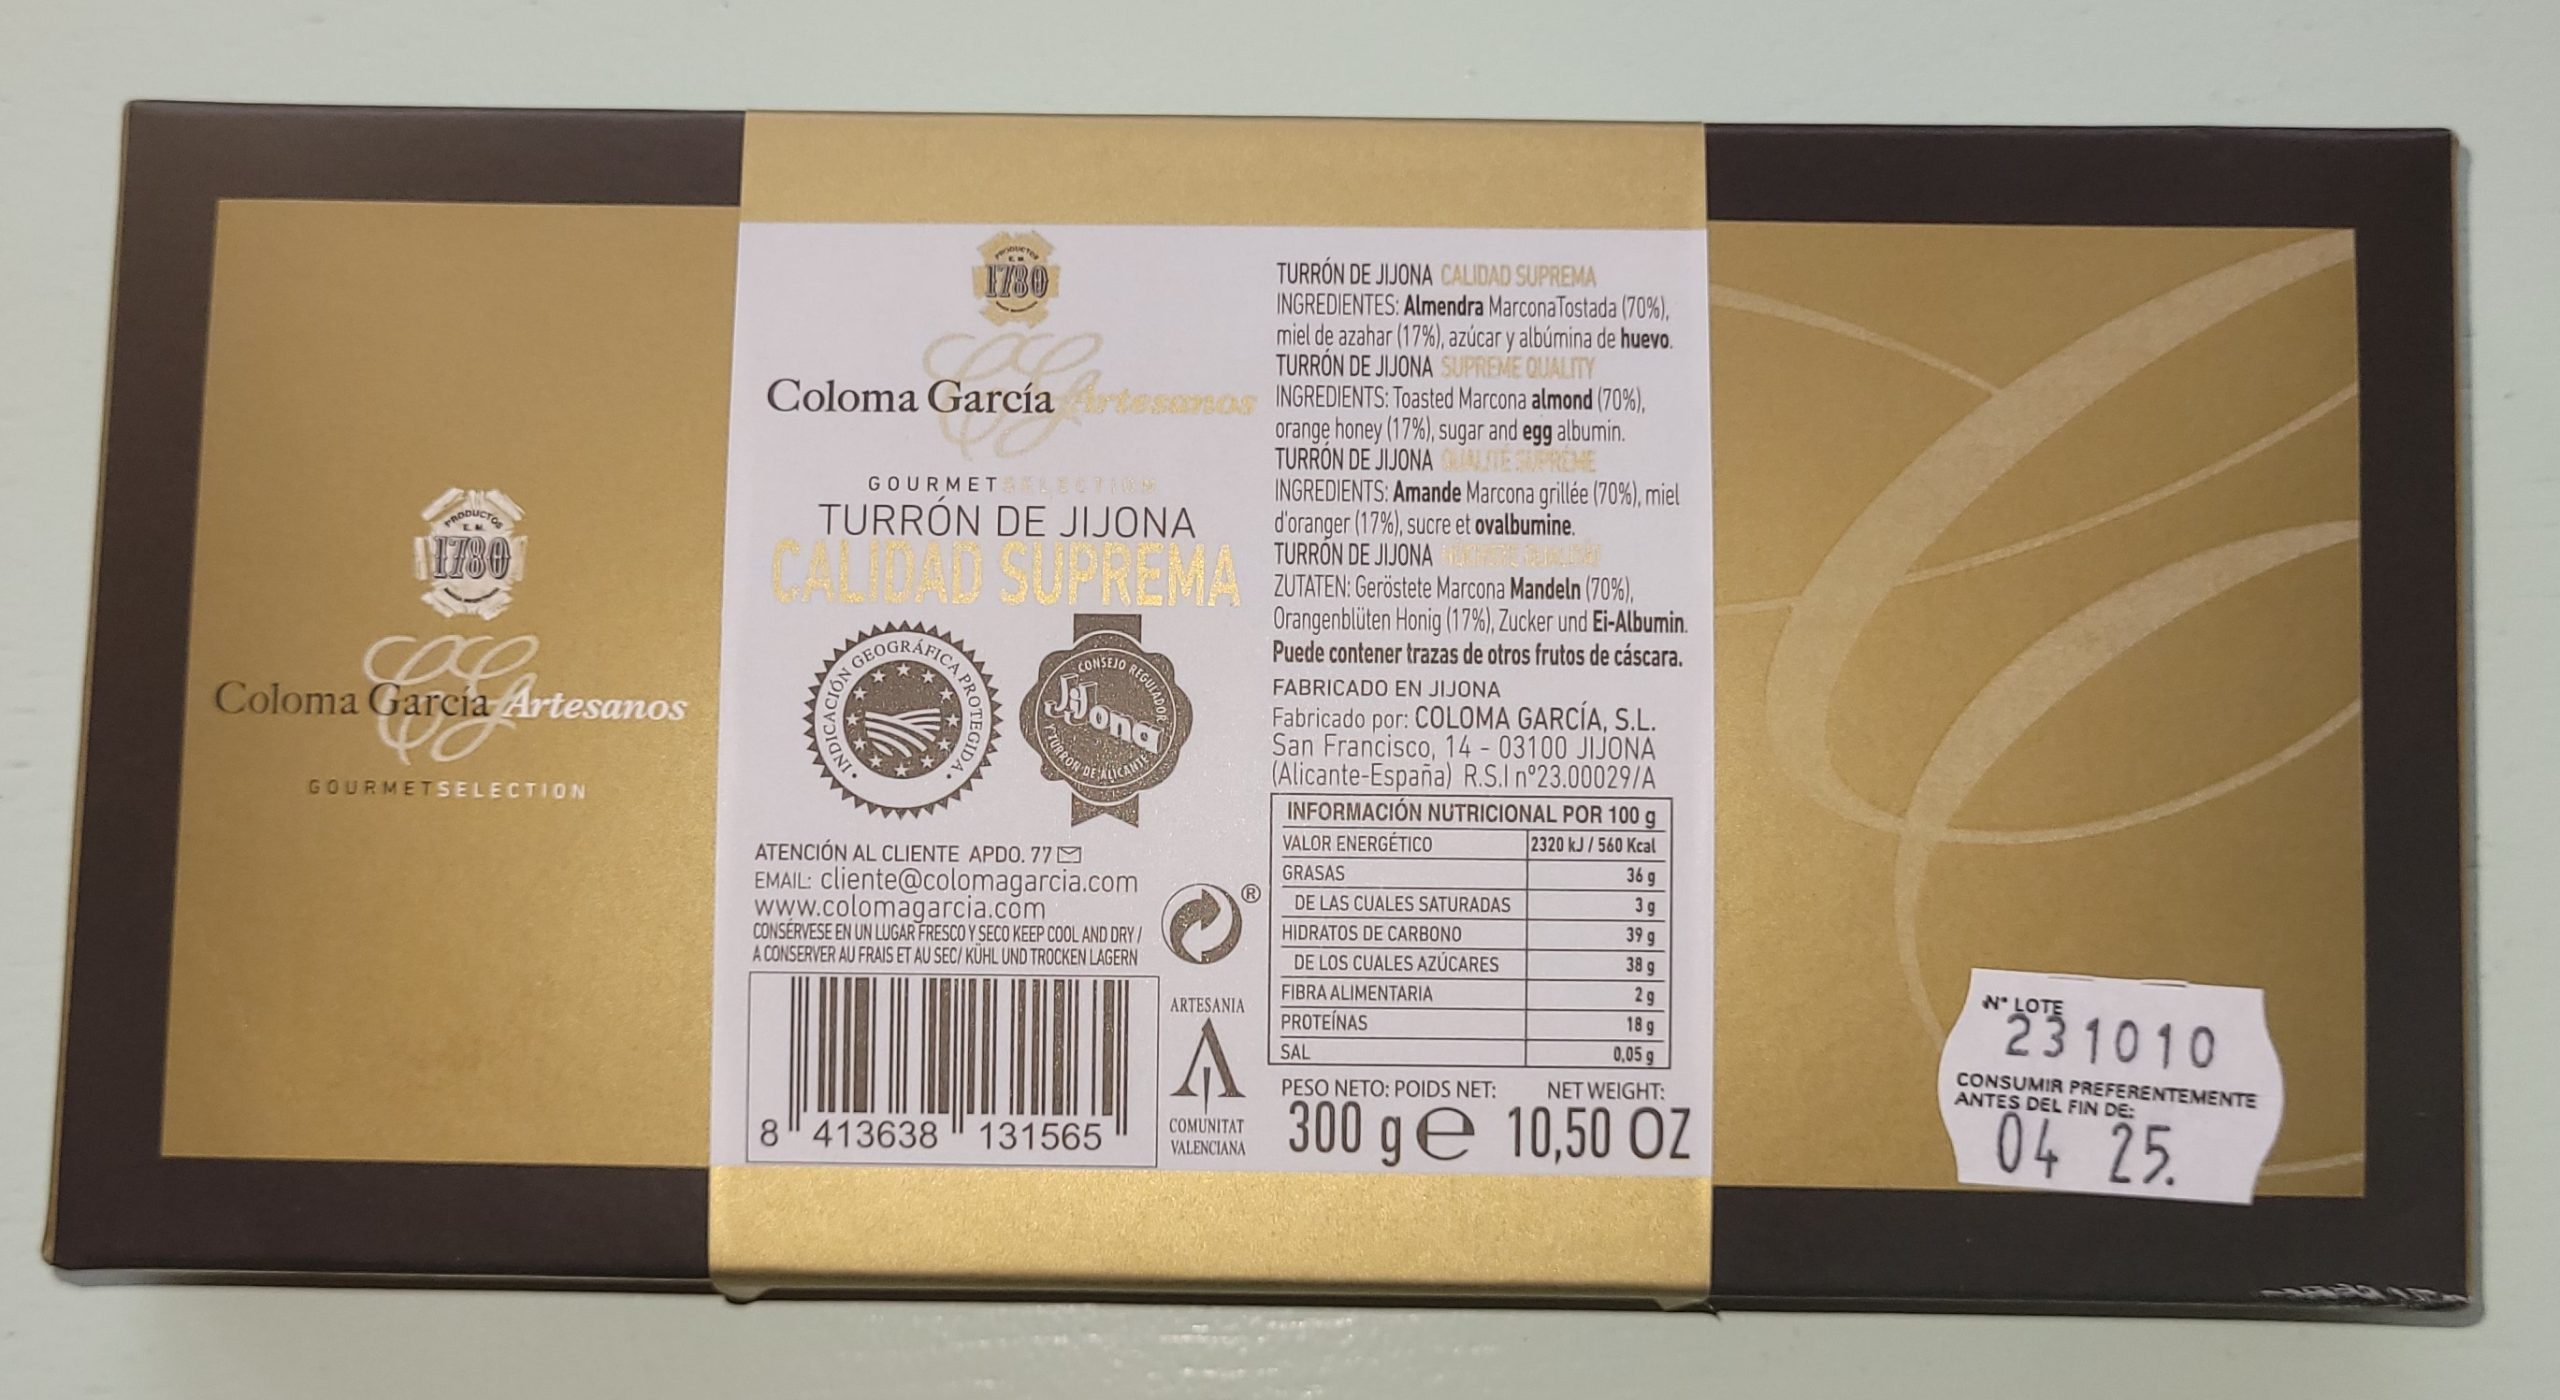 PRODUCTOS
E. M.
1780
Coloma García Artesanos
GOURMETSELECTION
PRODUCTOS
E. M.
1780
Coloma García Artesanos
GOURMETSELECTION
TURRÓN DE JIJONA
CALIDAD SUPREMA
INDICACIÓN GEOGRÁFICA PROTEGIDA
CONSEJO REGULADOR
Jijona
Y TURRÓN DE ALICANTE
ATENCIÓN AL CLIENTE APDO. 77
EMAIL: cliente@colomagarcia.com
www.colomagarcia.com
CONSÉRVESE EN UN LUGAR FRESCO Y SECO KEEP COOL AND DRY /
A CONSERVER AU FRAIS ET AU SEC/ KÜHL UND TROCKEN LAGERN
®
8 413638 131565
ARTESANIA
COMUNITAT
VALENCIANA
TURRÓN DE JIJONA CALIDAD SUPREMA
INGREDIENTES: Almendra MarconaTostada (70%),
miel de azahar (17%), azúcar y albúmina de huevo.
TURRÓN DE JIJONA SUPREME QUALITY
INGREDIENTS: Toasted Marcona almond (70%),
orange honey (17%), sugar and egg albumin.
TURRÓN DE JIJONA QUALITÉ SUPRÊME
INGREDIENTS: Amande Marcona grillée (70%), miel
d'oranger (17%), sucre et ovalbumine.
TURRÓN DE JIJONA HÖCHSTE QUALITÄT
ZUTATEN: Geröstete Marcona Mandeln (70%),
Orangenblüten Honig (17%), Zucker und Ei-Albumin.
Puede contener trazas de otros frutos de cáscara.
FABRICADO EN JIJONA
Fabricado por: COLOMA GARCÍA, S.L.
San Francisco, 14 - 03100 JIJONA
(Alicante-España) R.S.I nº23.00029/A
INFORMACIÓN NUTRICIONAL POR 100 g
VALOR ENERGÉTICO 2320 kJ / 560 Kcal
GRASAS 36 g
DE LAS CUALES SATURADAS 3 g
HIDRATOS DE CARBONO 39 g
DE LOS CUALES AZÚCARES 38 g
FIBRA ALIMENTARIA 2 g
PROTEÍNAS 18 g
SAL 0,05 g
PESO NETO: POIDS NET: NET WEIGHT:
300 g e 10,50 OZ
Nº LOTE
231010
CONSUMIR PREFERENTEMENTE
ANTES DEL FIN DE:
04 25.